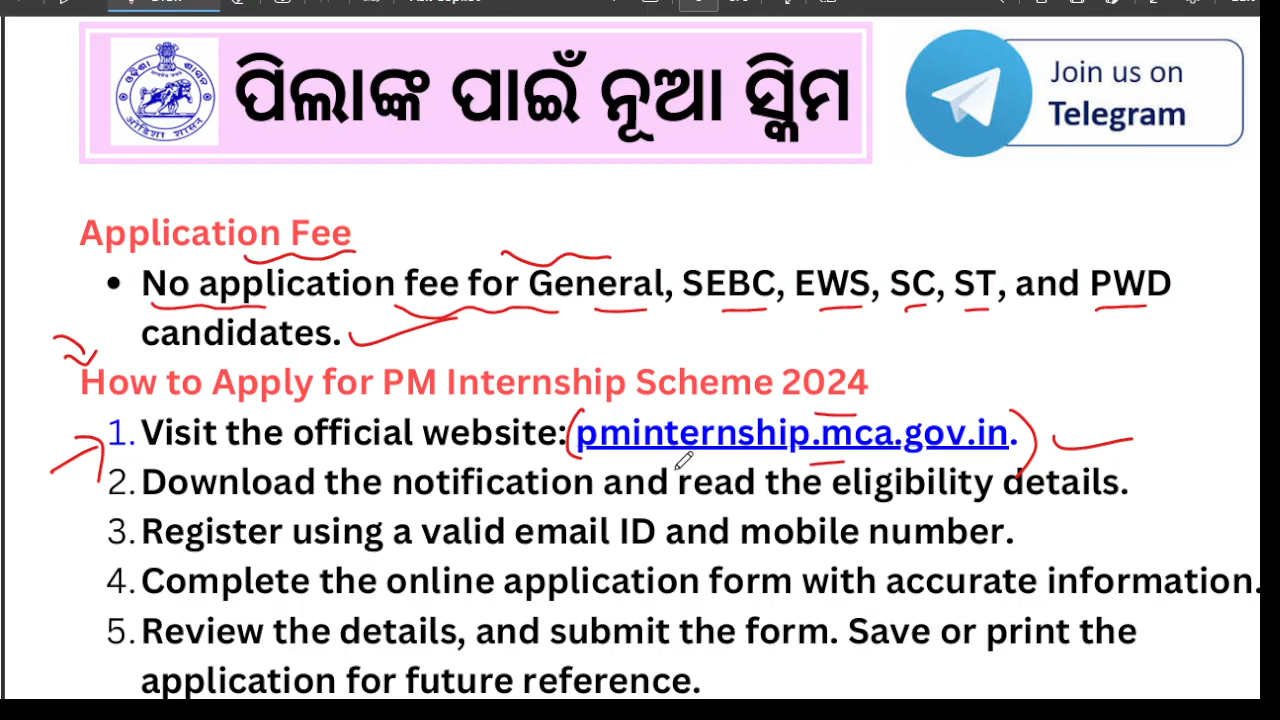 ପିଲାଙ୍କ ପାଇଁ ନୂଆ ସ୍କିମ
Join us on
Telegram
Application Fee
• No application fee for General, SEBC, EWS, SC, ST, and PWD
candidates.
How to Apply for PM Internship Scheme 2024
1. Visit the official website: pminternship.mca.gov.in.
2. Download the notification and read the eligibility details.
3. Register using a valid email ID and mobile number.
4. Complete the online application form with accurate information.
5. Review the details, and submit the form. Save or print the
application for future reference.